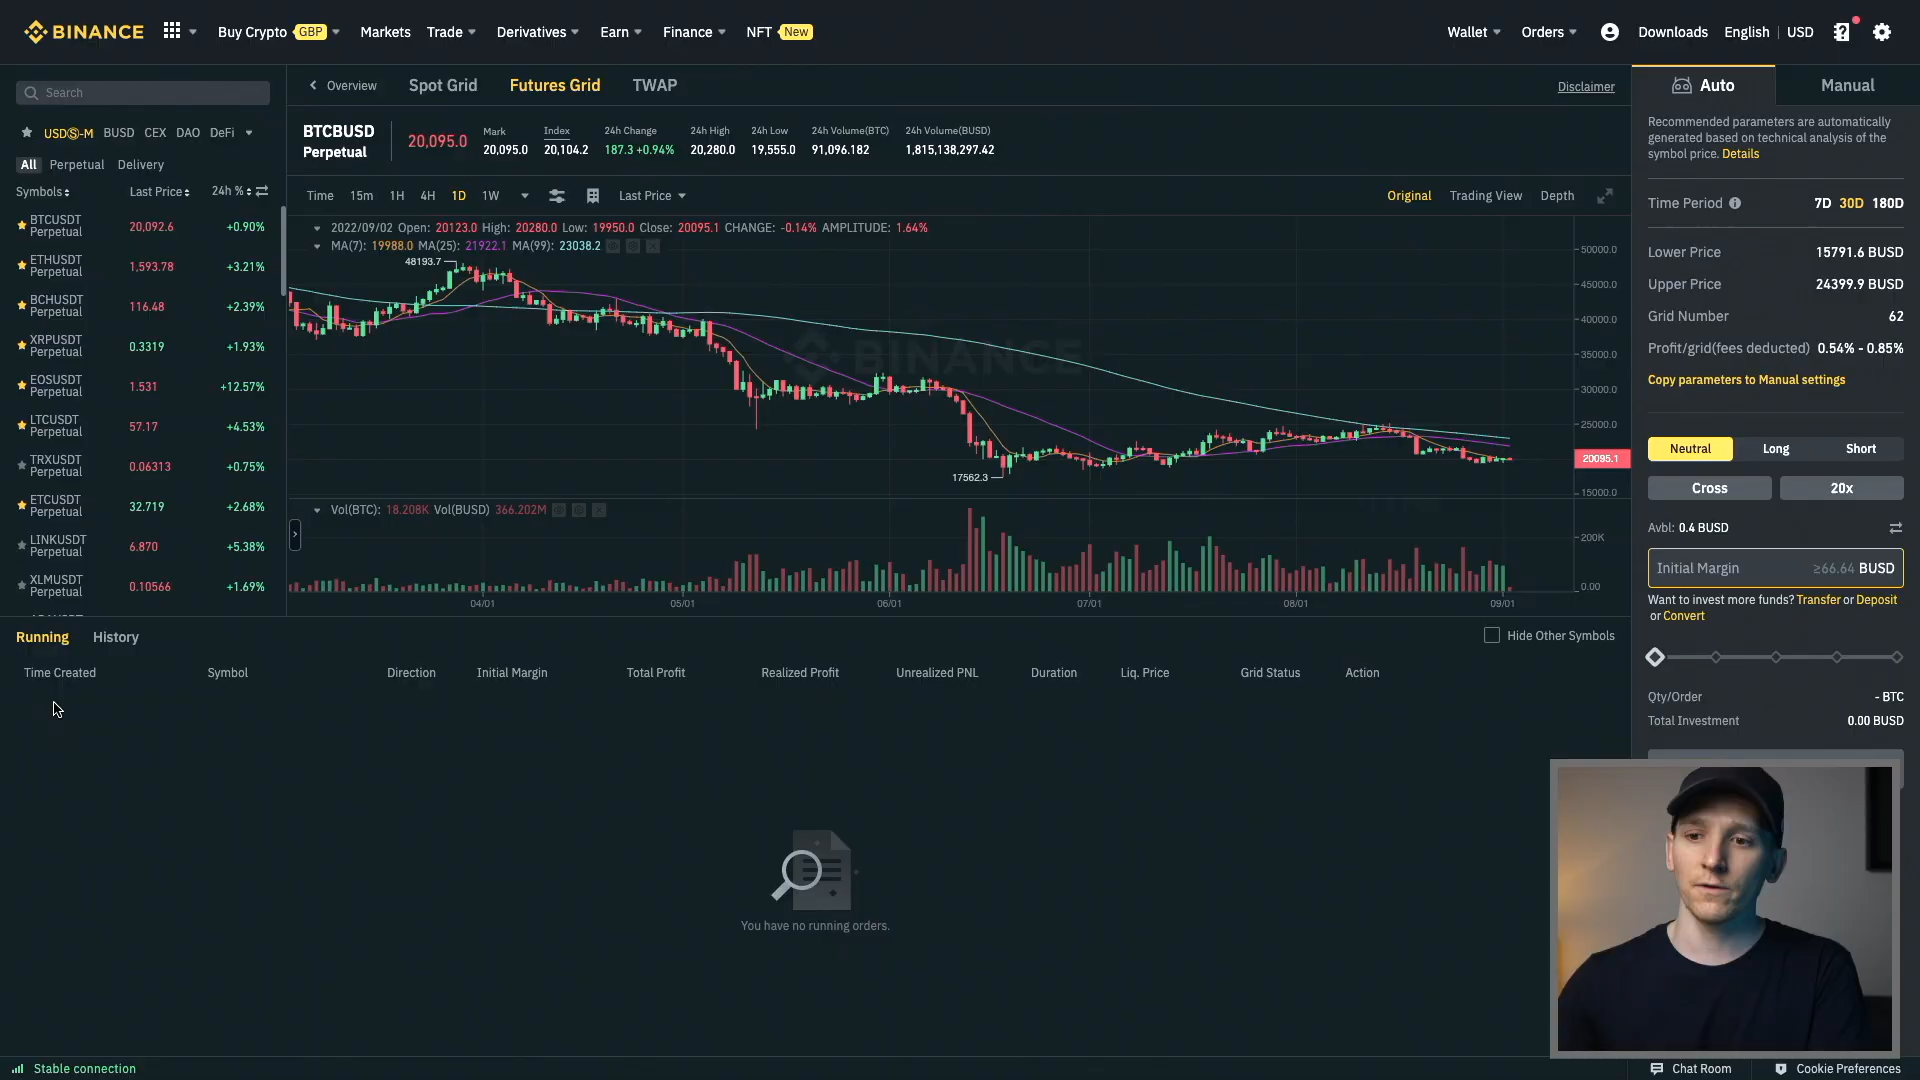 BINANCE
Buy Crypto GBP Markets Trade Derivatives Earn Finance NFT New
Wallet Orders Downloads English | USD
Search
USDⓈ-M BUSD CEX DAO DeFi
All Perpetual Delivery
Symbols Last Price 24h %
BTCUSDT Perpetual 20,092.6 +0.90%
ETHUSDT Perpetual 1,593.78 +3.21%
BCHUSDT Perpetual 116.48 +2.39%
XRPUSDT Perpetual 0.3319 +1.93%
EOSUSDT Perpetual 1.531 +12.57%
LTCUSDT Perpetual 57.17 +4.53%
TRXUSDT Perpetual 0.06313 +0.75%
ETCUSDT Perpetual 32.719 +2.68%
LINKUSDT Perpetual 6.870 +5.38%
XLMUSDT Perpetual 0.10566 +1.69%
Overview Spot Grid Futures Grid TWAP Disclaimer
BTCBUSD
Perpetual
20,095.0
Mark
20,095.0
Index
20,104.2
24h Change
187.3 +0.94%
24h High
20,280.0
24h Low
19,555.0
24h Volume(BTC)
91,096.182
24h Volume(BUSD)
1,815,138,297.42
Time 15m 1H 4H 1D 1W Last Price Original Trading View Depth
2022/09/02 Open: 20123.0 High: 20280.0 Low: 19950.0 Close: 20095.1 CHANGE: -0.14% AMPLITUDE: 1.64%
MA(7): 19988.0 MA(25): 21922.1 MA(99): 23038.2
48193.7
17562.3
BINANCE
50000.0
45000.0
40000.0
35000.0
30000.0
25000.0
20095.1
15000.0
Vol(BTC): 18.208K Vol(BUSD) 366.202M
200K
0.00
04/01 05/01 06/01 07/01 08/01 09/01
Auto Manual
Recommended parameters are automatically
generated based on technical analysis of the
symbol price. Details
Time Period 7D 30D 180D
Lower Price 15791.6 BUSD
Upper Price 24399.9 BUSD
Grid Number 62
Profit/grid(fees deducted) 0.54% - 0.85%
Copy parameters to Manual settings
Neutral Long Short
Cross 20x
Avbl: 0.4 BUSD
Initial Margin ≥66.64 BUSD
Want to invest more funds? Transfer or Deposit
or Convert
Qty/Order - BTC
Total Investment 0.00 BUSD
Running History Hide Other Symbols
Time Created Symbol Direction Initial Margin Total Profit Realized Profit Unrealized PNL Duration Liq. Price Grid Status Action
You have no running orders.
Stable connection Chat Room Cookie Preferences